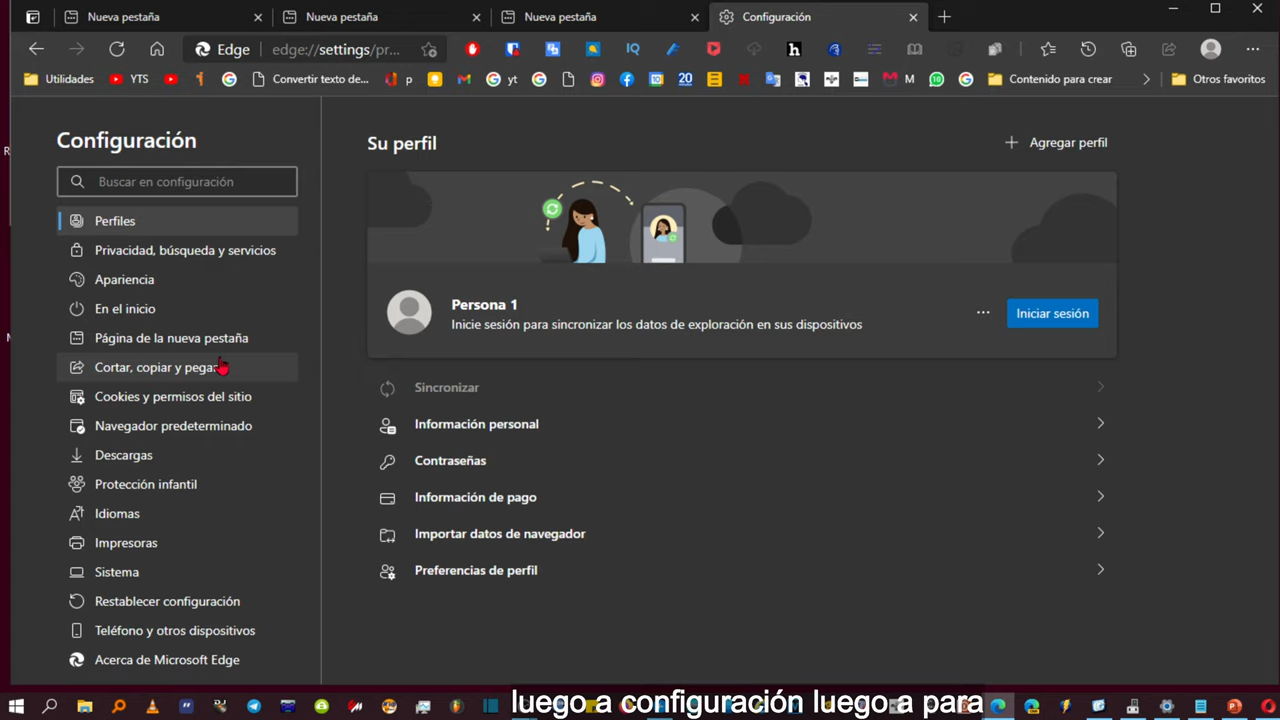 Nueva pestaña
Nueva pestaña
Nueva pestaña
Configuración
Edge
edge://settings/pr...
IQ
h
Utilidades
YTS
Convertir texto de...
p
yt
20
M
10
Contenido para crear
Otros favoritos
Configuración
Buscar en configuración
Perfiles
Privacidad, búsqueda y servicios
Apariencia
En el inicio
Página de la nueva pestaña
Cortar, copiar y pegar
Cookies y permisos del sitio
Navegador predeterminado
Descargas
Protección infantil
Idiomas
Impresoras
Sistema
Restablecer configuración
Teléfono y otros dispositivos
Acerca de Microsoft Edge
Su perfil
Agregar perfil
Persona 1
Inicie sesión para sincronizar los datos de exploración en sus dispositivos
Iniciar sesión
Sincronizar
Información personal
Contraseñas
Información de pago
Importar datos de navegador
Preferencias de perfil
luego a configuración luego a para